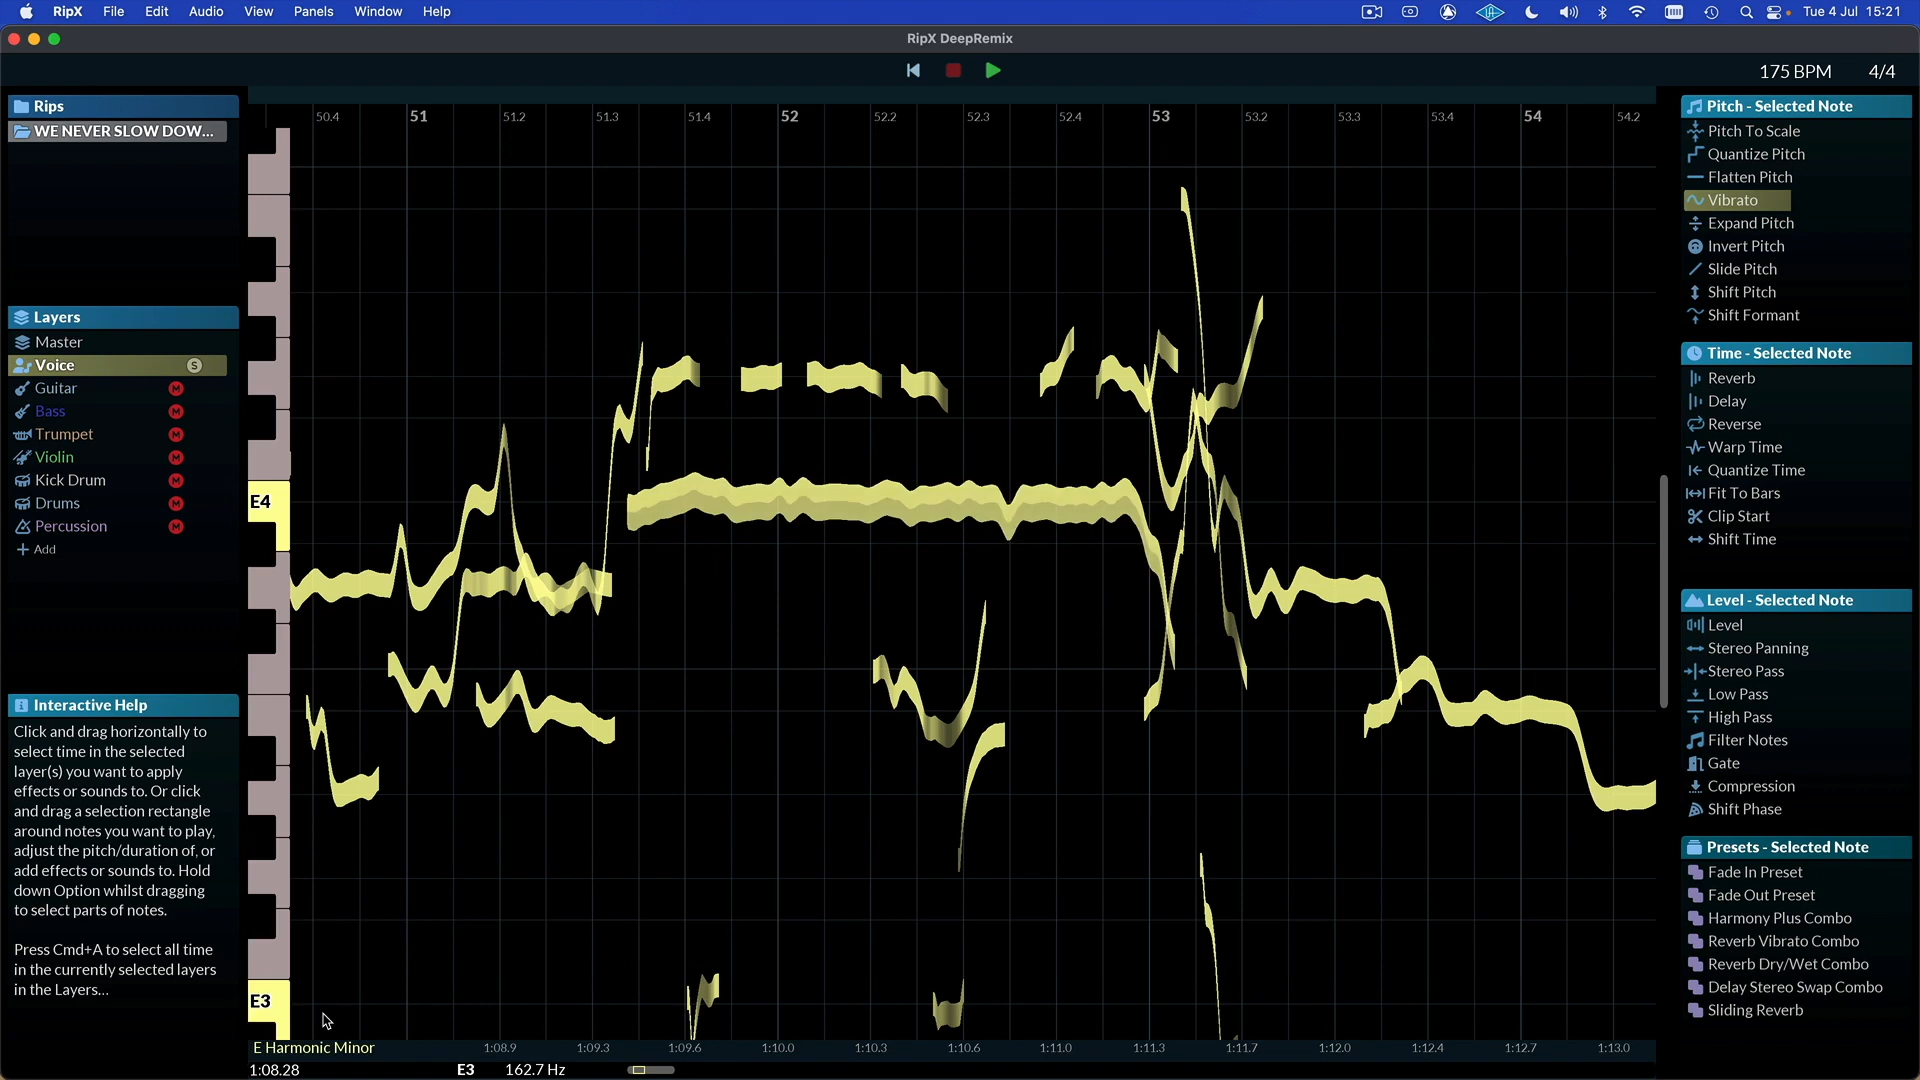 RipX File Edit Audio View Panels Window Help Tue 4 Jul 15:21
RipX DeepRemix
175 BPM 4/4
Rips
WE NEVER SLOW DOW...
Layers
Master
Voice S
Guitar M
Bass M
Trumpet M
Violin M
Kick Drum M
Drums M
Percussion M
Add
Interactive Help
Click and drag horizontally to
select time in the selected
layer(s) you want to apply
effects or sounds to. Or click
and drag a selection rectangle
around notes you want to play,
adjust the pitch/duration of, or
add effects or sounds to. Hold
down Option whilst dragging
to select parts of notes.
Press Cmd+A to select all time
in the currently selected layers
in the Layers...
50.4 51 51.2 51.3 51.4 52 52.2 52.3 52.4 53 53.2 53.3 53.4 54 54.2
E4
E3
E Harmonic Minor 1:08.9 1:09.3 1:09.6 1:10.0 1:10.3 1:10.6 1:11.0 1:11.3 1:11.7 1:12.0 1:12.4 1:12.7 1:13.0
1:08.28 E3 162.7 Hz
Pitch - Selected Note
Pitch To Scale
Quantize Pitch
Flatten Pitch
Vibrato
Expand Pitch
Invert Pitch
Slide Pitch
Shift Pitch
Shift Formant
Time - Selected Note
Reverb
Delay
Reverse
Warp Time
Quantize Time
Fit To Bars
Clip Start
Shift Time
Level - Selected Note
Level
Stereo Panning
Stereo Pass
Low Pass
High Pass
Filter Notes
Gate
Compression
Shift Phase
Presets - Selected Note
Fade In Preset
Fade Out Preset
Harmony Plus Combo
Reverb Vibrato Combo
Reverb Dry/Wet Combo
Delay Stereo Swap Combo
Sliding Reverb